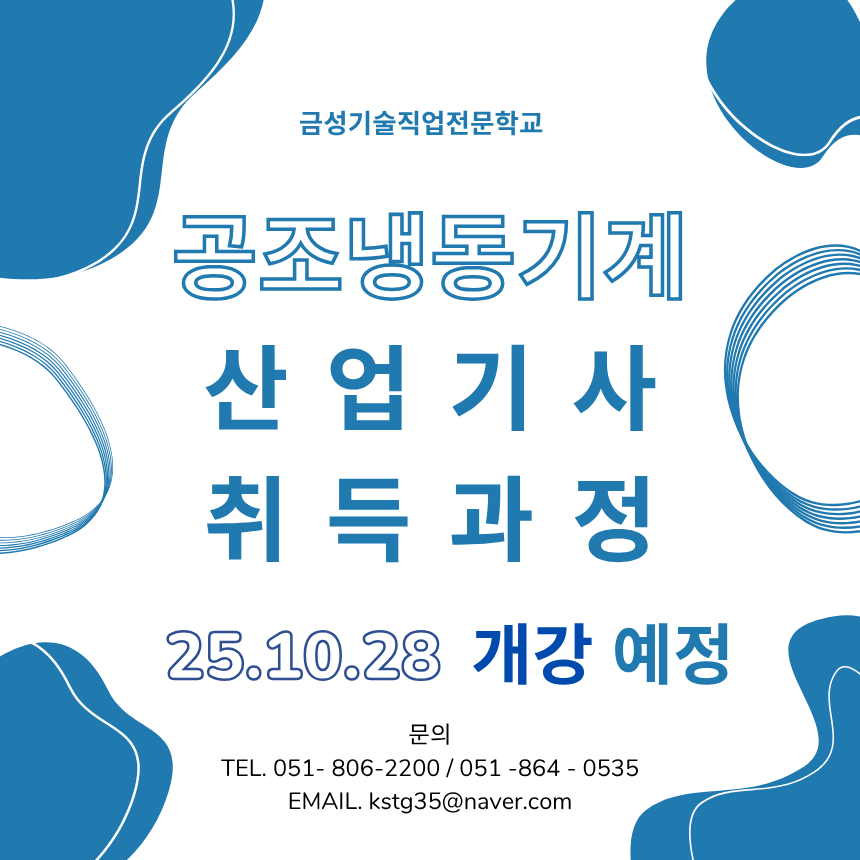 금성기술직업전문학교
공조냉동기계
산업기사
취득과정
25.10.28 개강 예정
문의
TEL. 051- 806-2200 / 051 -864 - 0535
EMAIL. kstg35@naver.com